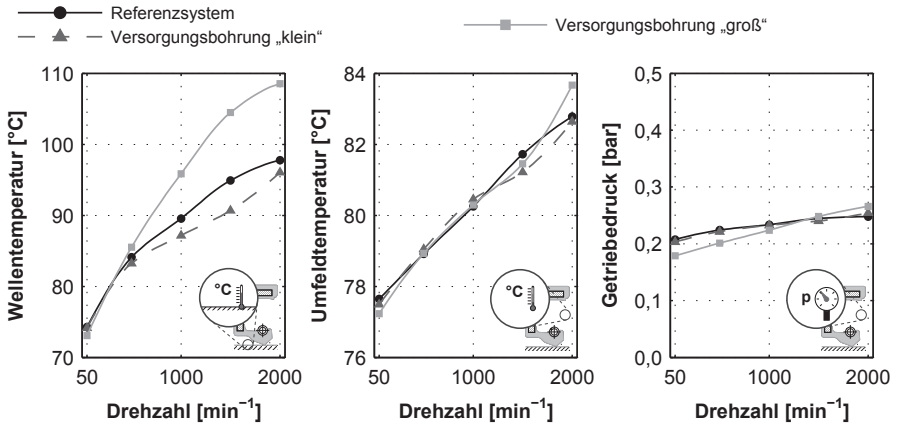 Referenzsystem
Versorgungsbohrung „klein“
Versorgungsbohrung „groß“
Wellentemperatur [°C]
110
100
90
80
70
50
1000
2000
Drehzahl [min⁻¹]
°C
Umfeldtemperatur [°C]
84
82
80
78
76
50
1000
2000
Drehzahl [min⁻¹]
°C
Getriebedruck [bar]
0,5
0,4
0,3
0,2
0,1
0,0
50
1000
2000
Drehzahl [min⁻¹]
p